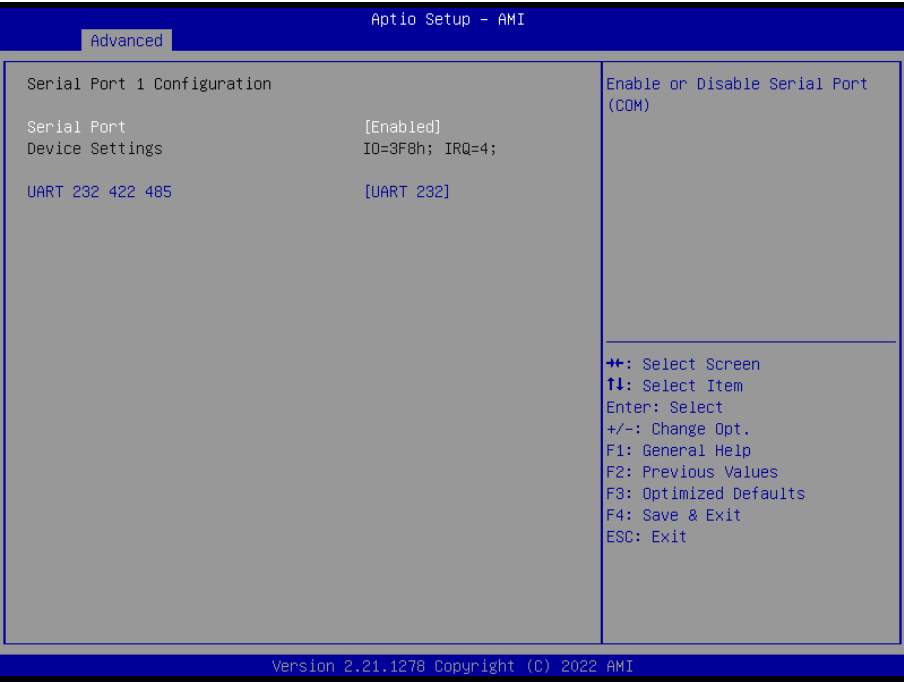 Aptio Setup – AMI
Advanced
Serial Port 1 Configuration
Serial Port [Enabled]
Device Settings IO=3F8h; IRQ=4;
UART 232 422 485 [UART 232]
Enable or Disable Serial Port
(COM)
→←: Select Screen
↑↓: Select Item
Enter: Select
+/-: Change Opt.
F1: General Help
F2: Previous Values
F3: Optimized Defaults
F4: Save & Exit
ESC: Exit
Version 2.21.1278 Copyright (C) 2022 AMI